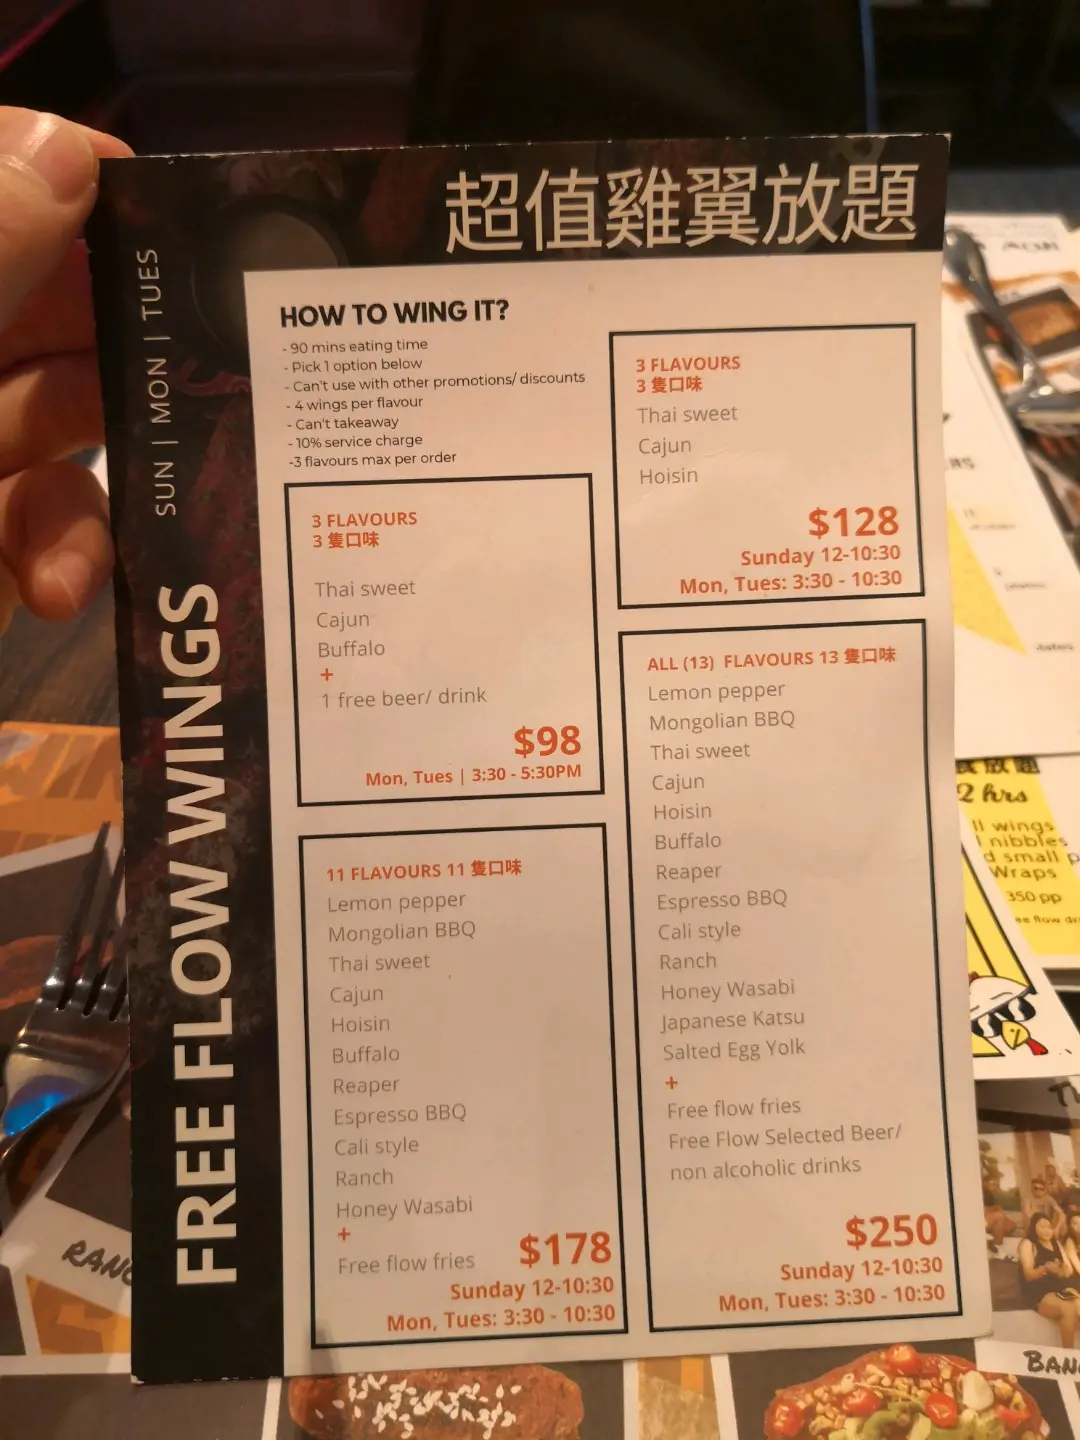 超值雞翼放題
SUN | MON | TUES
FREE FLOW WINGS
HOW TO WING IT?
- 90 mins eating time
- Pick 1 option below
- Can't use with other promotions/ discounts
- 4 wings per flavour
- Can't takeaway
- 10% service charge
-3 flavours max per order
3 FLAVOURS
3 隻口味
Thai sweet
Cajun
Buffalo
+
1 free beer/ drink
$98
Mon, Tues | 3:30 - 5:30PM
11 FLAVOURS 11 隻口味
Lemon pepper
Mongolian BBQ
Thai sweet
Cajun
Hoisin
Buffalo
Reaper
Espresso BBQ
Cali style
Ranch
Honey Wasabi
+
Free flow fries
$178
Sunday 12-10:30
Mon, Tues: 3:30 - 10:30
3 FLAVOURS
3 隻口味
Thai sweet
Cajun
Hoisin
$128
Sunday 12-10:30
Mon, Tues: 3:30 - 10:30
ALL (13) FLAVOURS 13 隻口味
Lemon pepper
Mongolian BBQ
Thai sweet
Cajun
Hoisin
Buffalo
Reaper
Espresso BBQ
Cali style
Ranch
Honey Wasabi
Japanese Katsu
Salted Egg Yolk
+
Free flow fries
Free Flow Selected Beer/
non alcoholic drinks
$250
Sunday 12-10:30
Mon, Tues: 3:30 - 10:30
放題
2 hrs
ll wings
nibbles
d small p
Wraps
350 pp
RANC
BAN